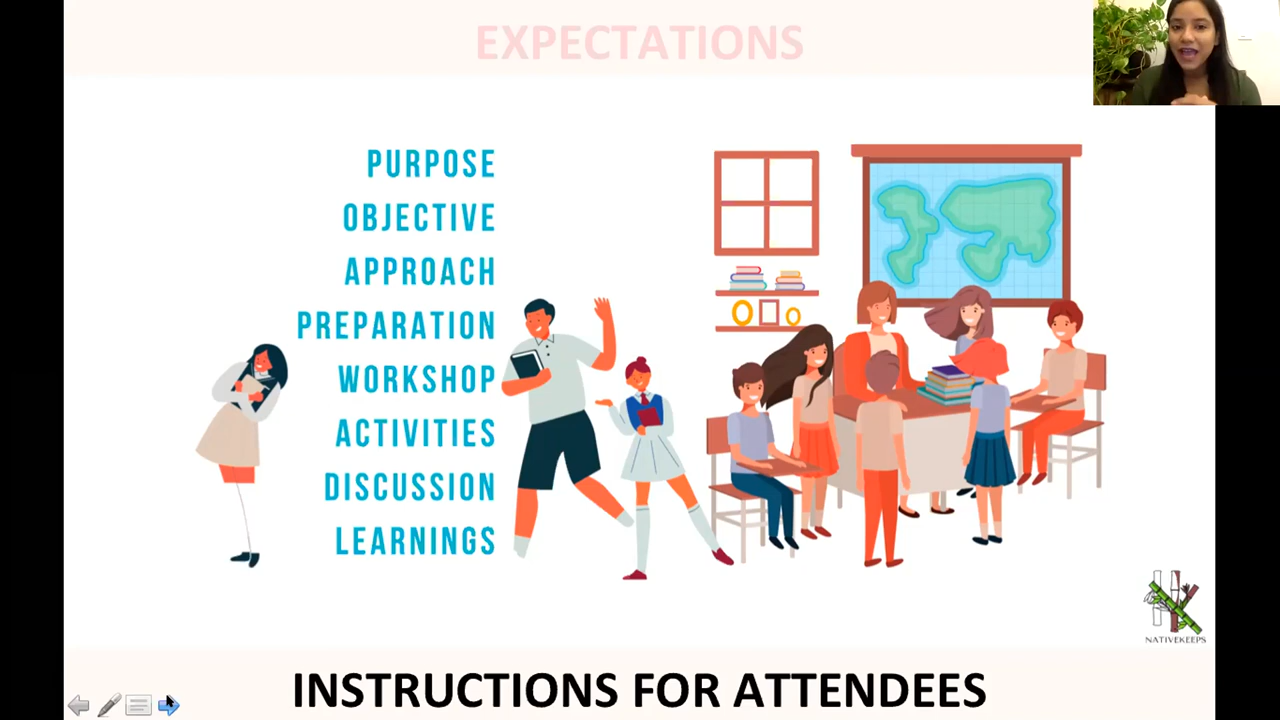 EXPECTATIONS
PURPOSE
OBJECTIVE
APPROACH
PREPARATION
WORKSHOP
ACTIVITIES
DISCUSSION
LEARNINGS
NATIVEKEEPS
INSTRUCTIONS FOR ATTENDEES